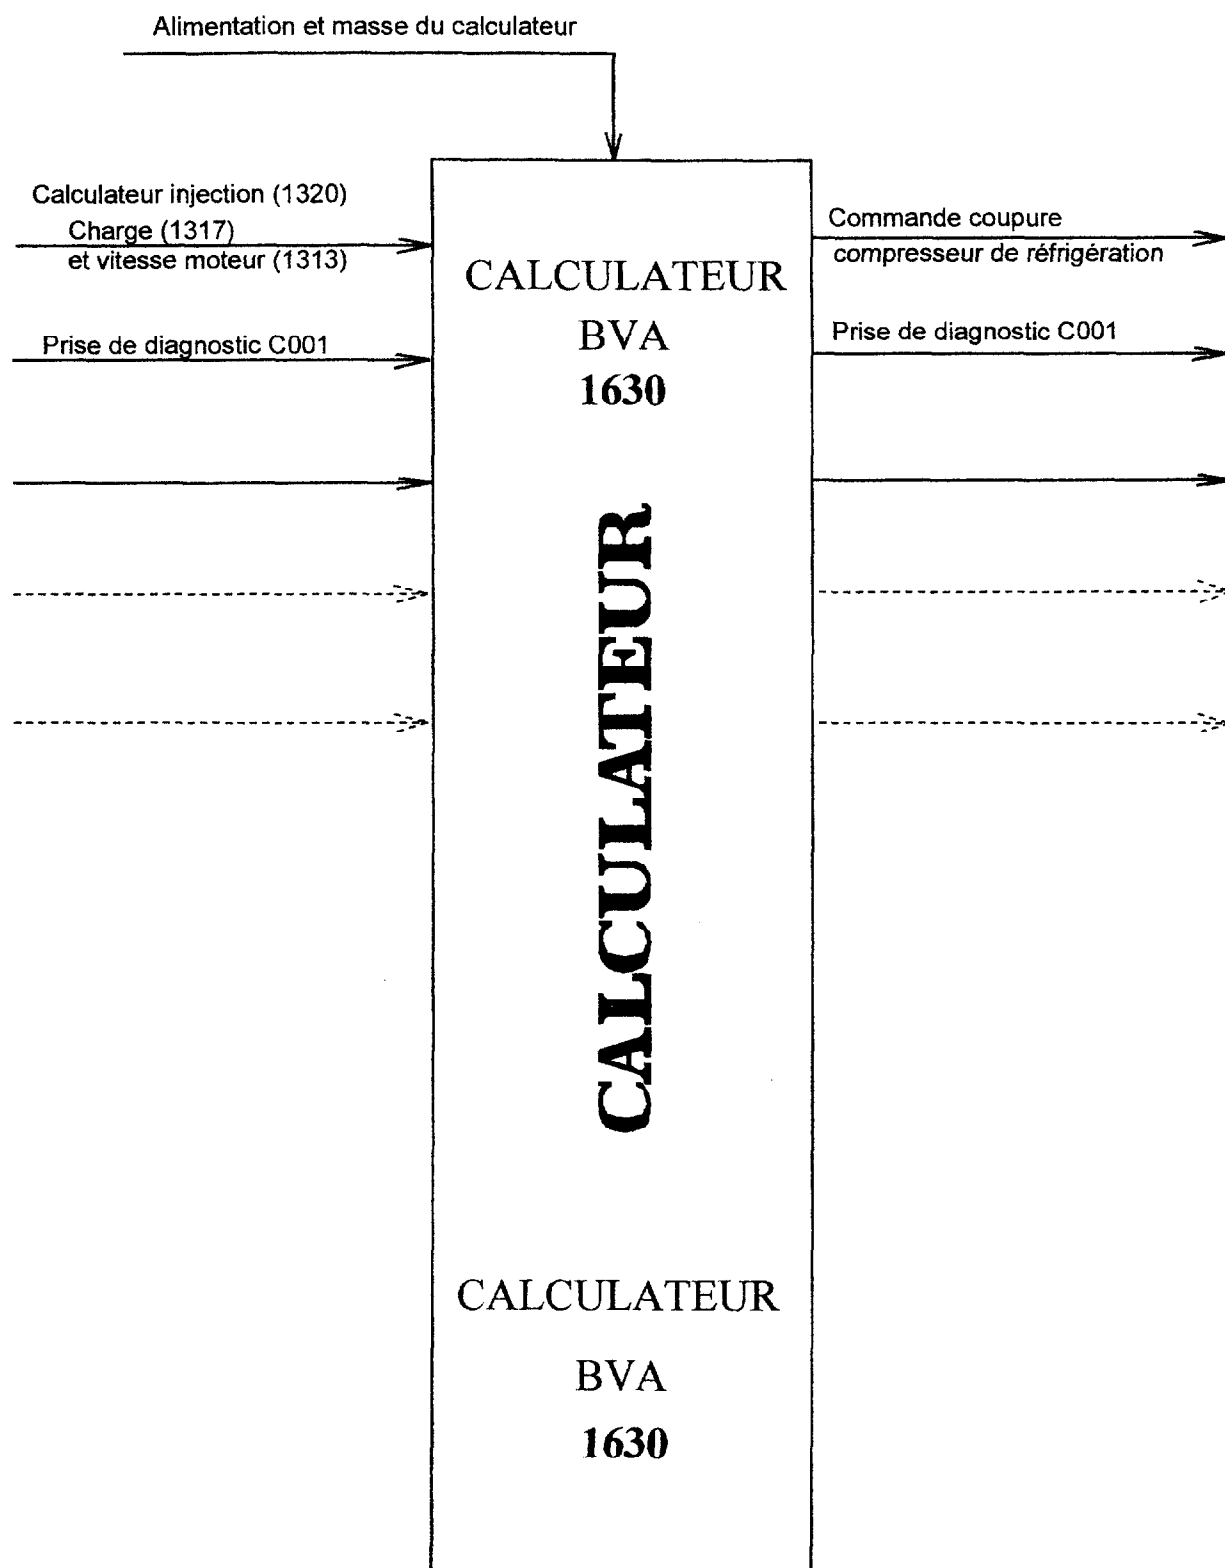 Alimentation et masse du calculateur
Calculateur injection (1320)
Charge (1317)
et vitesse moteur (1313)
Prise de diagnostic C001
CALCULATEUR
BVA
1630
Commande coupure
compresseur de réfrigération
Prise de diagnostic C001
CALCULATEUR
CALCULATEUR
BVA
1630